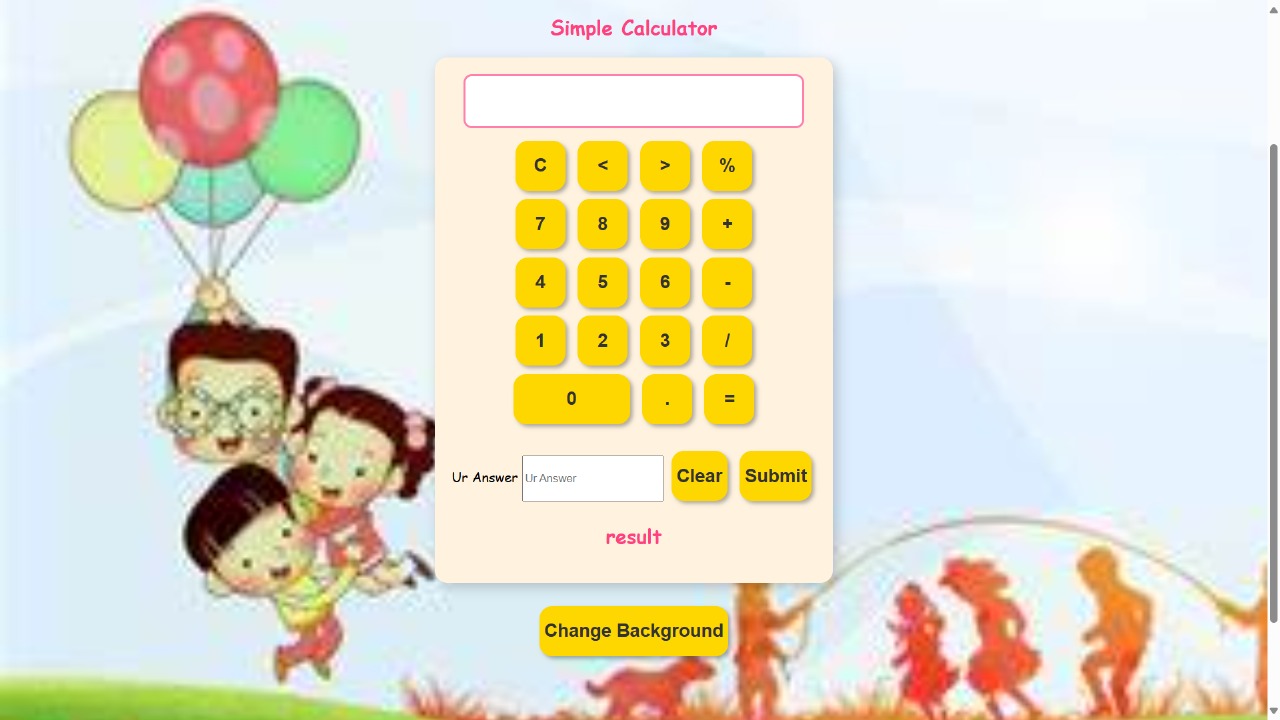 Simple Calculator
C < > %
7 8 9 +
4 5 6 -
1 2 3 /
0 . =
Ur Answer Ur Answer Clear Submit
result
Change Background